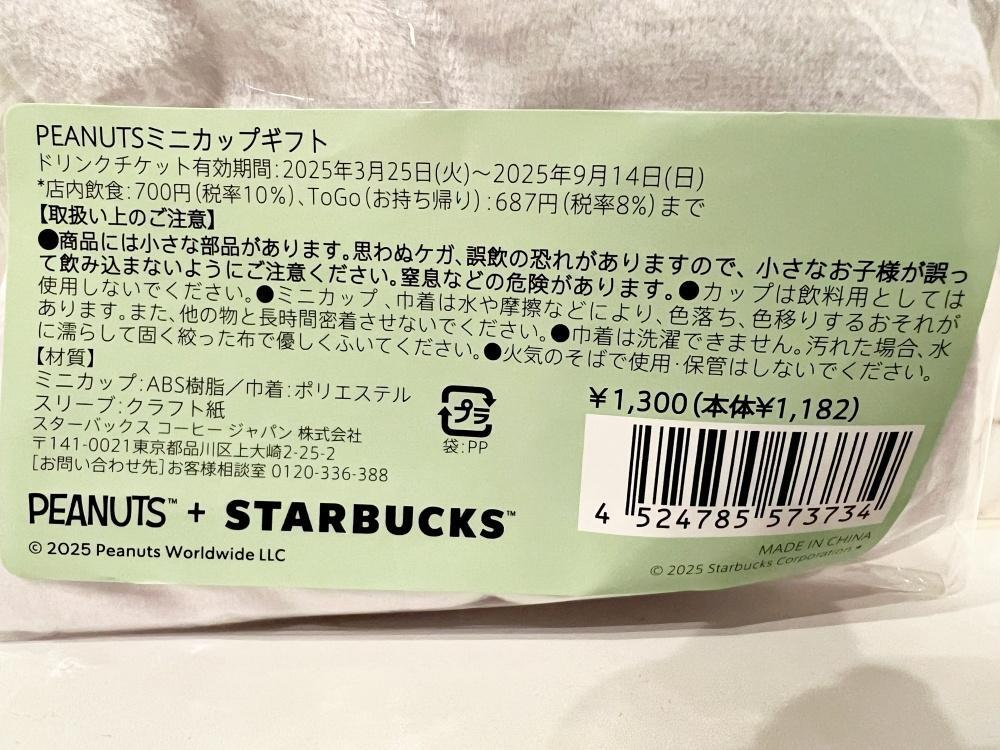 PEANUTSミニカップギフト
ドリンクチケット有効期間:2025年3月25日(火)～2025年9月14日(日)
*店内飲食:700円(税率10%)、ToGo(お持ち帰り):687円(税率8%)まで
【取扱い上のご注意】
●商品には小さな部品があります。思わぬケガ、誤飲の恐れがありますので、小さなお子様が誤っ
て飲み込まないようにご注意ください。窒息などの危険があります。●カップは飲料用としては
使用しないでください。●ミニカップ、巾着は水や摩擦などにより、色落ち、色移りするおそれが
あります。また、他の物と長時間密着させないでください。●巾着は洗濯できません。汚れた場合、水
に濡らして固く絞った布で優しくふいてください。●火気のそばで使用・保管はしないでください。
【材質】
ミニカップ:ABS樹脂／巾着:ポリエステル
スリーブ:クラフト紙
スターバックス コーヒー ジャパン 株式会社
〒141-0021東京都品川区上大崎2-25-2
[お問い合わせ先]お客様相談室 0120-336-388
プラ
袋:PP
¥1,300(本体¥1,182)
4 524785 573734
PEANUTS™ + STARBUCKS™
© 2025 Peanuts Worldwide LLC
MADE IN CHINA
© 2025 Starbucks Corporation